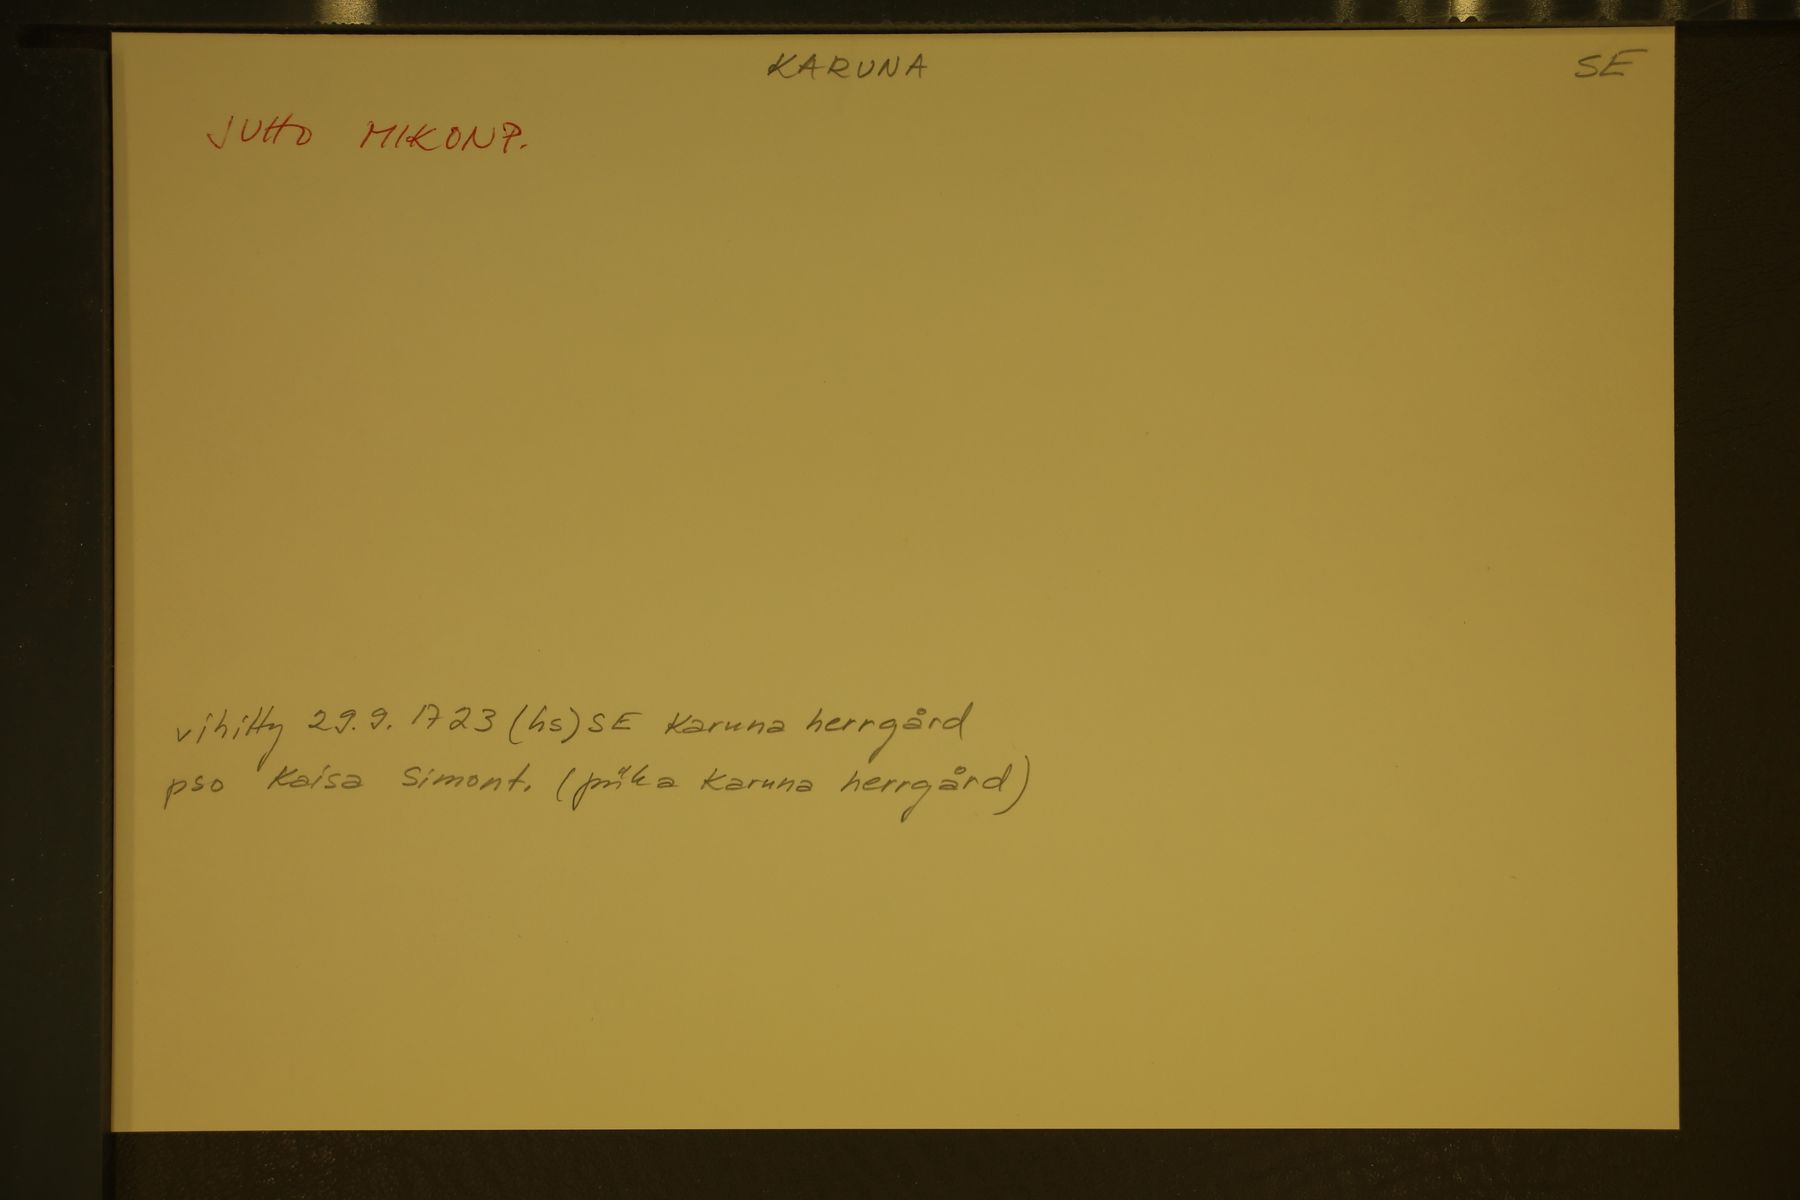 KARUNA SE
JUHO MIKONP.
vihitty 29.9. 1723 (hs) SE Karuna herrgård
pso Kaisa Simont. (piika Karuna herrgård)